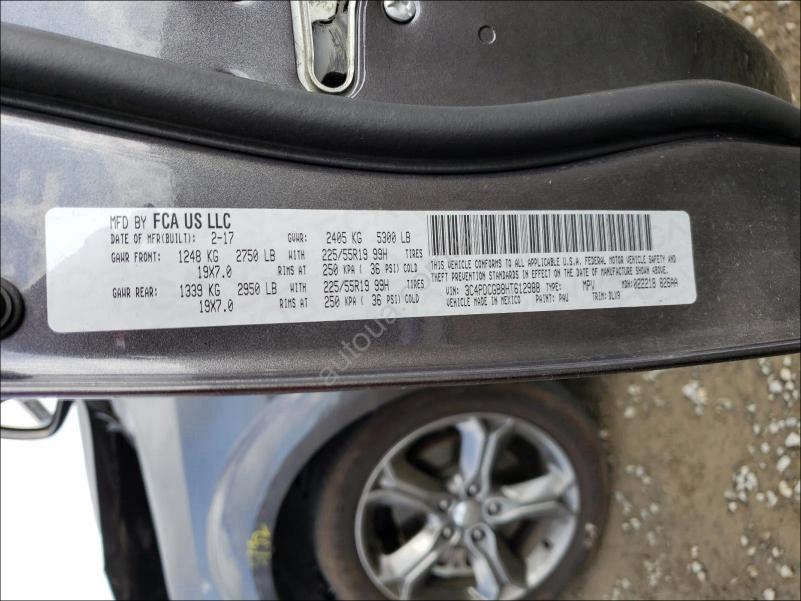 MFD BY FCA US LLC
DATE OF MFR(BUILT): 2-17 GVWR: 2405 KG 5300 LB
GAWR FRONT: 1248 KG 2750 LB WITH 225/55R19 99H TIRES
19X7.0 RIMS AT 250 KPA ( 36 PSI) COLD
GAWR REAR: 1339 KG 2950 LB WITH 225/55R19 99H TIRES
19X7.0 RIMS AT 250 KPA ( 36 PSI) COLD
THIS VEHICLE CONFORMS TO ALL APPLICABLE U.S.A. FEDERAL MOTOR VEHICLE SAFETY
AND THEFT PREVENTION STANDARDS IN EFFECT ON THE DATE OF MANUFACTURE SHOWN ABOVE.
VIN: 3C4PDCGB8HT612988 TYPE: MPV MDH: 022218 826AA
VEHICLE MADE IN MEXICO PAINT: PAU TRIM: DLV9